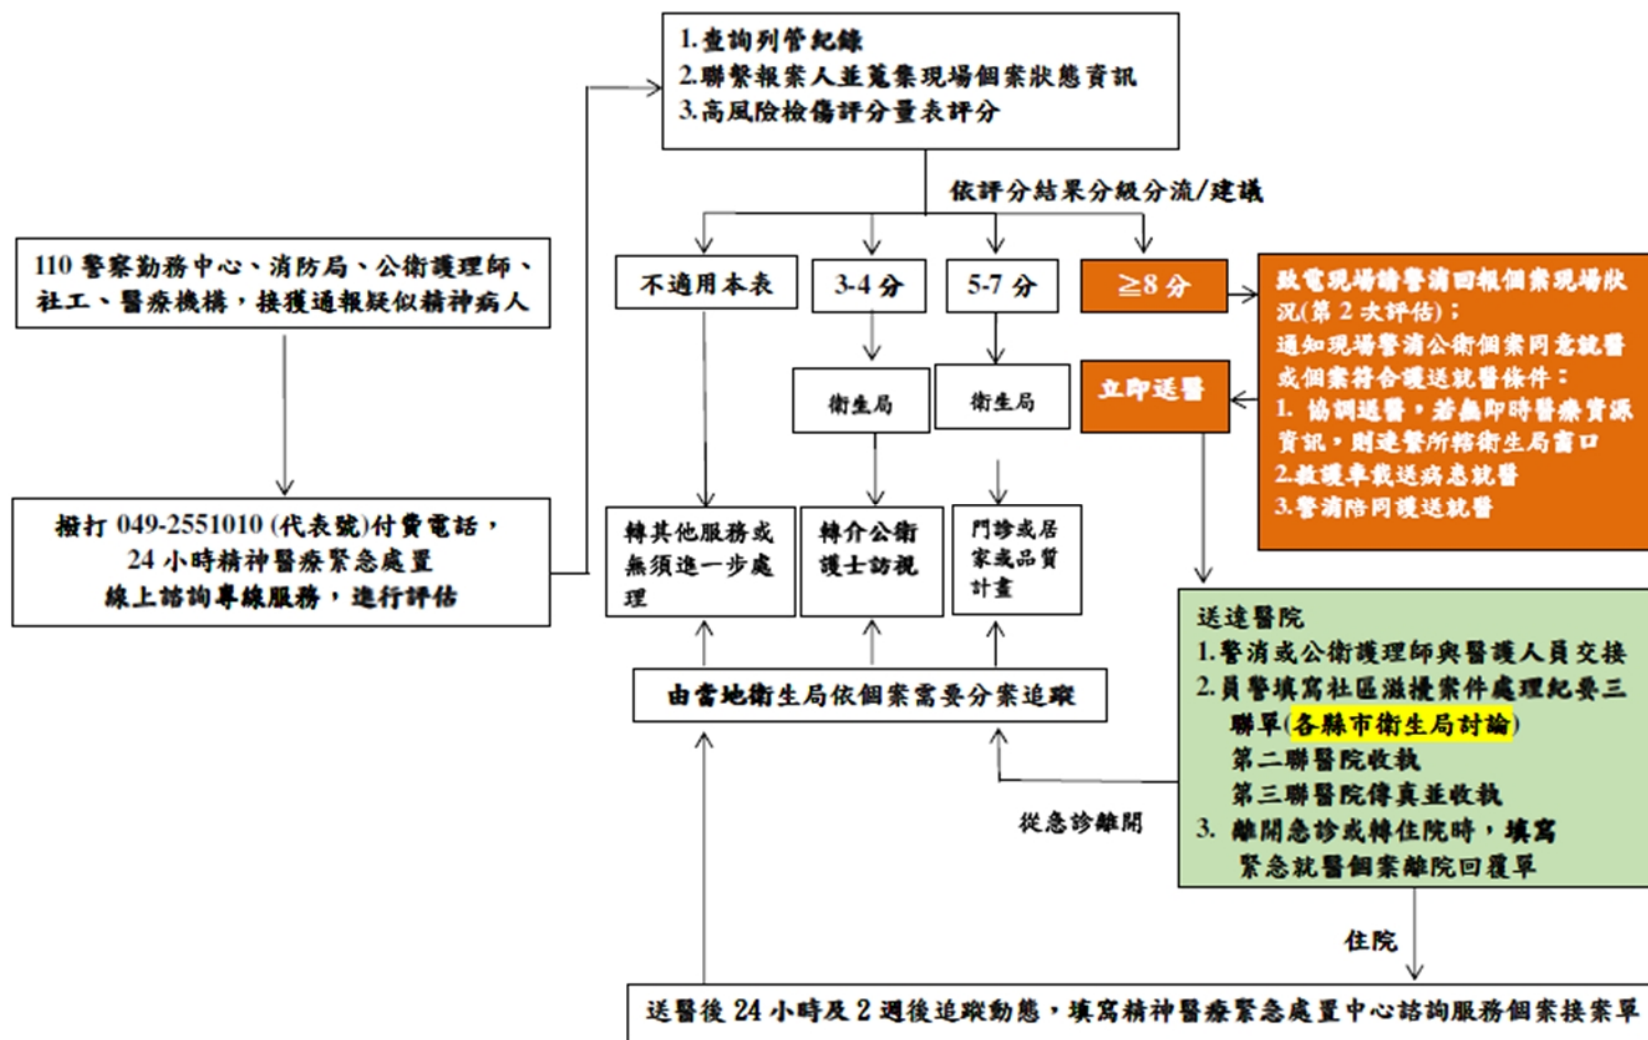 1.查詢列管紀錄
2.聯繫報案人並蒐集現場個案狀態資訊
3.高風險檢傷評分量表評分
依評分結果分級分流/建議
110 警察勤務中心、消防局、公衛護理師、
社工、醫療機構，接獲通報疑似精神病人
撥打 049-2551010 (代表號)付費電話，
24 小時精神醫療緊急處置
線上諮詢專線服務，進行評估
不適用本表
3-4 分
5-7 分
≧8 分
致電現場請警消回報個案現場狀
況(第 2 次評估)；
通知現場警消公衛個案同意就醫
或個案符合護送就醫條件：
1. 協調送醫，若無即時醫療資源
資訊，則連繫所轄衛生局窗口
2.救護車載送病患就醫
3.警消陪同護送就醫
衛生局
衛生局
立即送醫
轉其他服務或
無須進一步處
理
轉介公衛
護士訪視
門診或居
家或品質
計畫
由當地衛生局依個案需要分案追蹤
送達醫院
1.警消或公衛護理師與醫護人員交接
2.員警填寫社區滋擾案件處理紀要三
聯單(各縣市衛生局討論)
第二聯醫院收執
第三聯醫院傳真並收執
3. 離開急診或轉住院時，填寫
緊急就醫個案離院回覆單
從急診離開
住院
送醫後 24 小時及 2 週後追蹤動態，填寫精神醫療緊急處置中心諮詢服務個案接案單